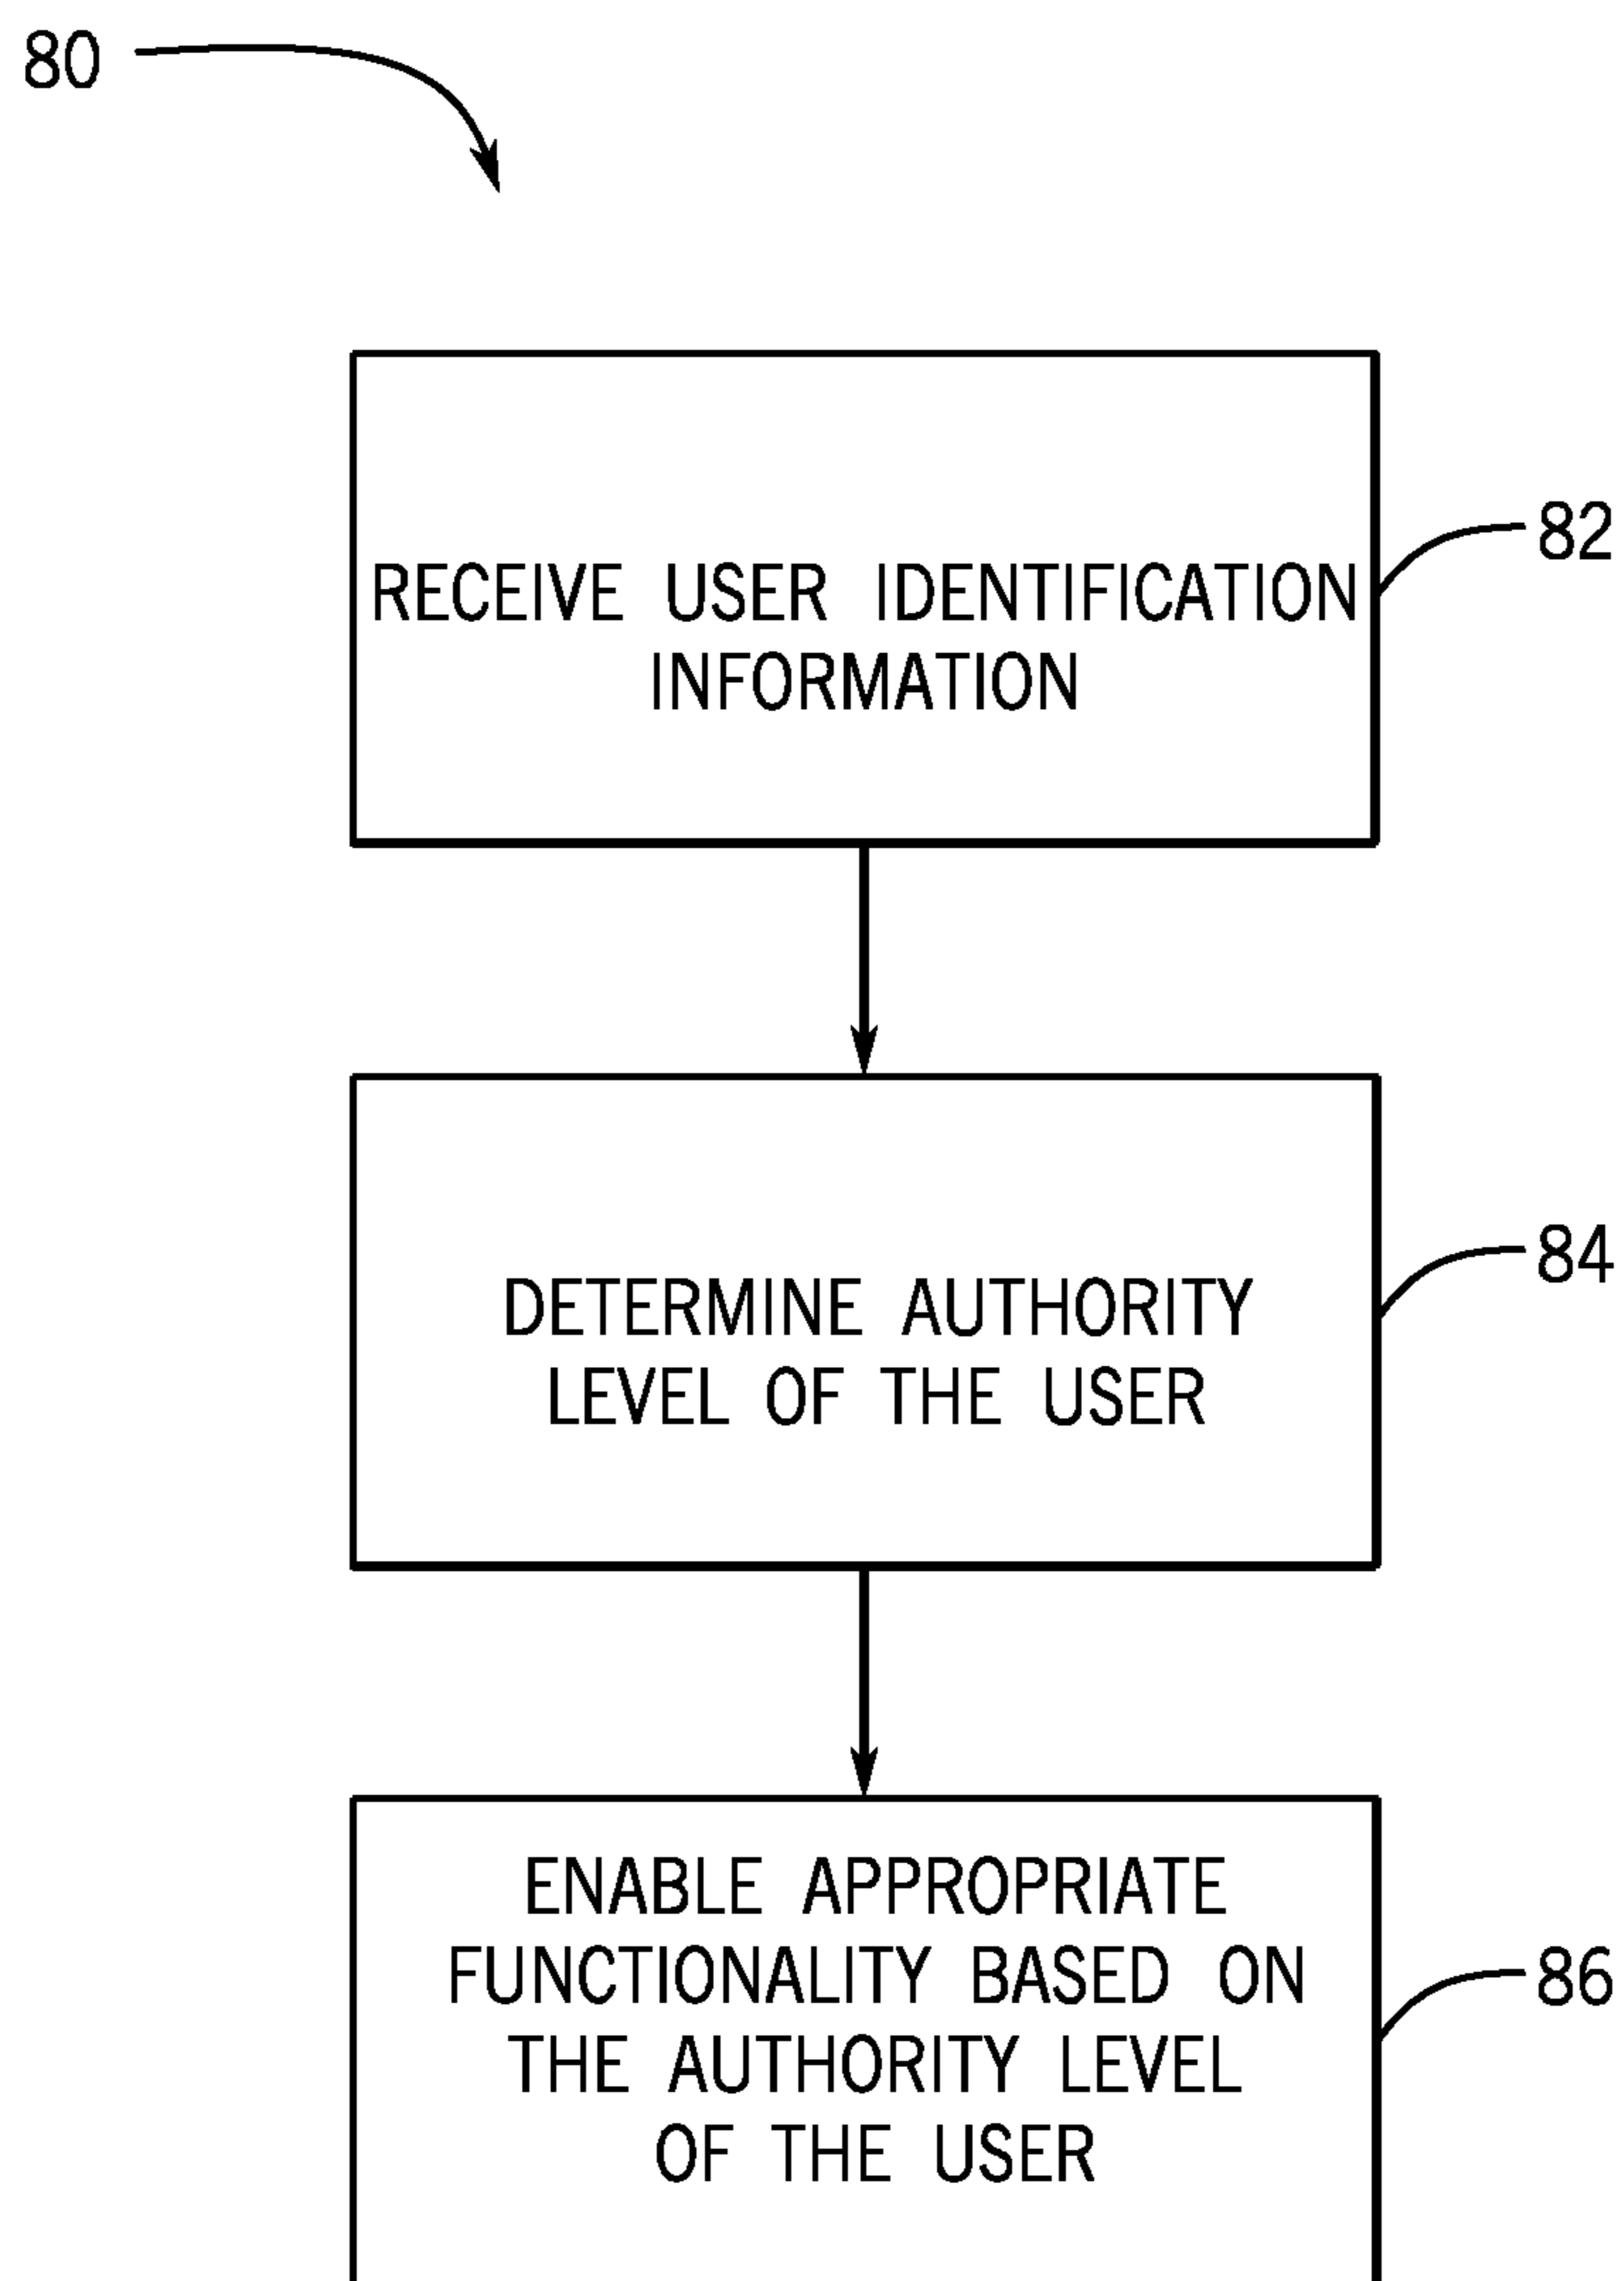 80
RECEIVE USER IDENTIFICATION
INFORMATION
82
DETERMINE AUTHORITY
LEVEL OF THE USER
84
ENABLE APPROPRIATE
FUNCTIONALITY BASED ON
THE AUTHORITY LEVEL
OF THE USER
86